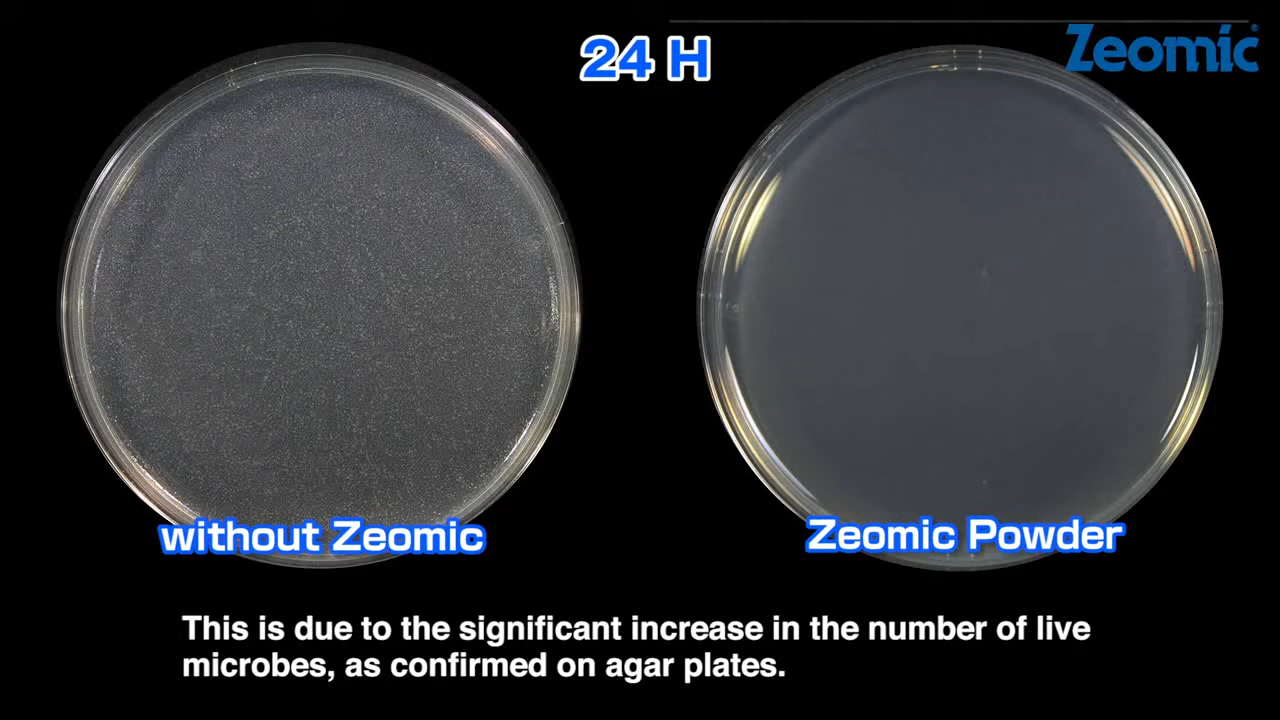 24 H
Zeomic®
without Zeomic
Zeomic Powder
This is due to the significant increase in the number of live
microbes, as confirmed on agar plates.